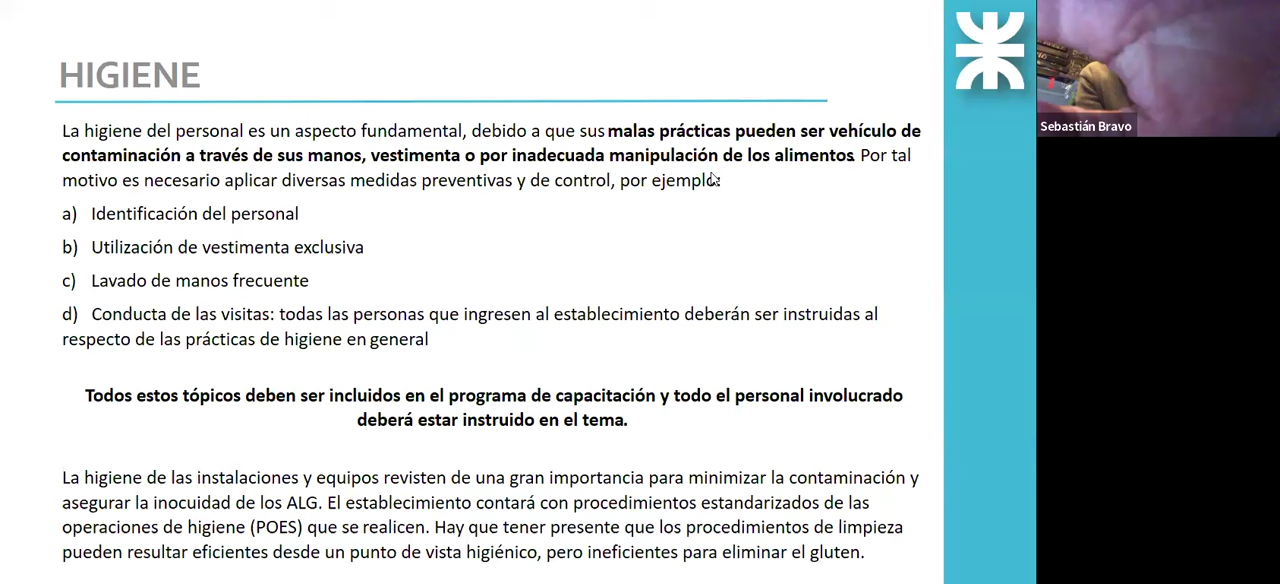 HIGIENE
La higiene del personal es un aspecto fundamental, debido a que sus malas prácticas pueden ser vehículo de
contaminación a través de sus manos, vestimenta o por inadecuada manipulación de los alimentos. Por tal
motivo es necesario aplicar diversas medidas preventivas y de control, por ejemplo:
a) Identificación del personal
b) Utilización de vestimenta exclusiva
c) Lavado de manos frecuente
d) Conducta de las visitas: todas las personas que ingresen al establecimiento deberán ser instruidas al
respecto de las prácticas de higiene en general
Todos estos tópicos deben ser incluidos en el programa de capacitación y todo el personal involucrado
deberá estar instruido en el tema.
La higiene de las instalaciones y equipos revisten de una gran importancia para minimizar la contaminación y
asegurar la inocuidad de los ALG. El establecimiento contará con procedimientos estandarizados de las
operaciones de higiene (POES) que se realicen. Hay que tener presente que los procedimientos de limpieza
pueden resultar eficientes desde un punto de vista higiénico, pero ineficientes para eliminar el gluten.
Sebastián Bravo